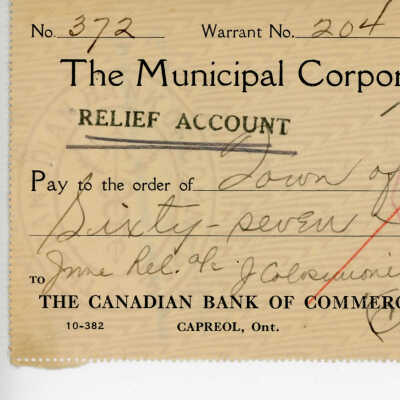 No. 372 Warrant No. 204
The Municipal Corpor
RELIEF ACCOUNT
Pay to the order of Town of
Sixty-seven
TO June Rel. a/c J
THE CANADIAN BANK OF COMMERC
10-382 CAPREOL, Ont.